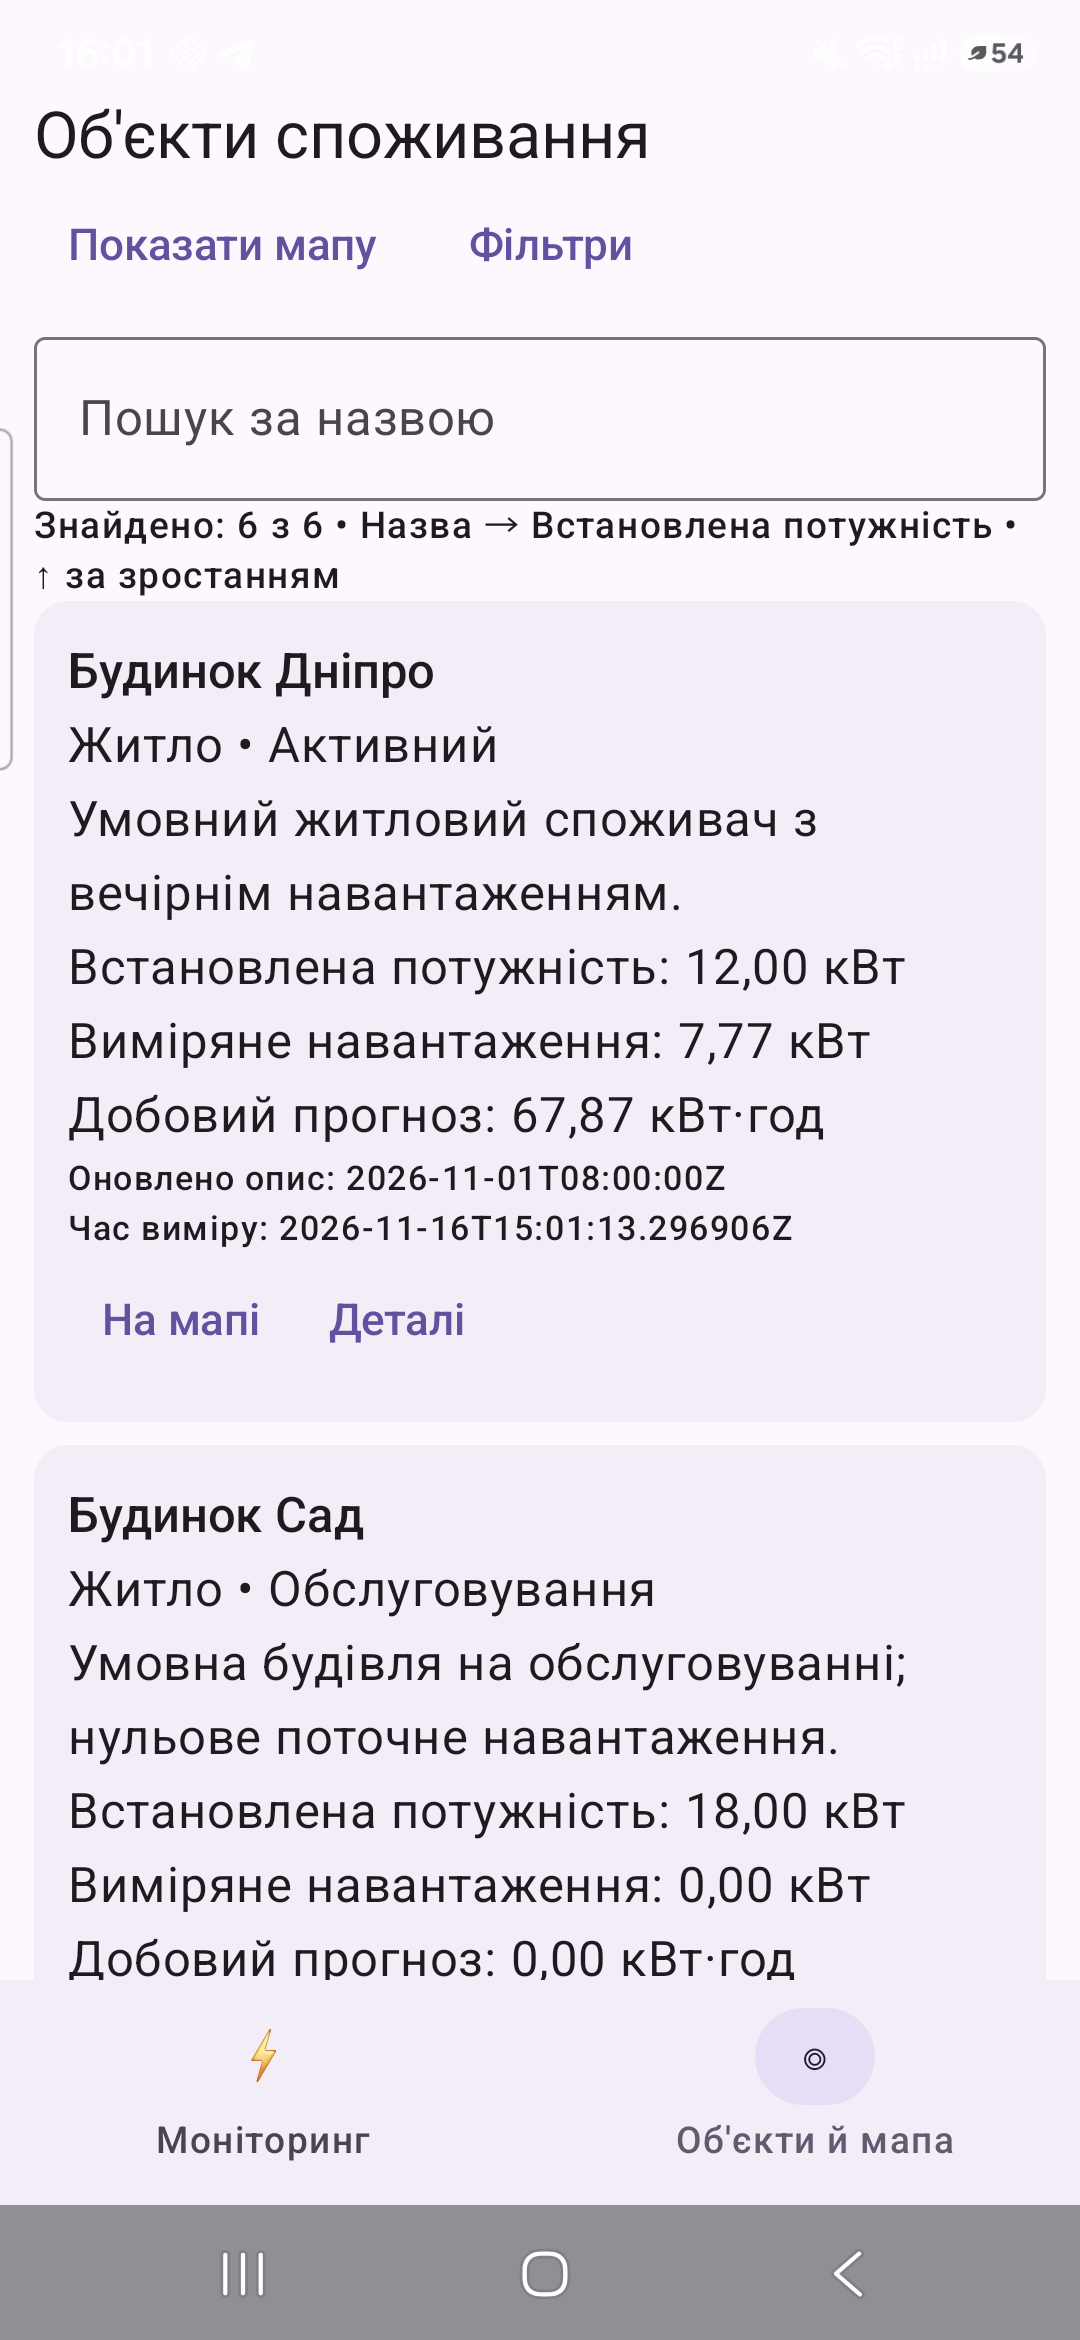 16:01
54
Об'єкти споживання
Показати мапу Фільтри
Пошук за назвою
Знайдено: 6 з 6 • Назва → Встановлена потужність •
↑ за зростанням
Будинок Дніпро
Житло • Активний
Умовний житловий споживач з
вечірнім навантаженням.
Встановлена потужність: 12,00 кВт
Виміряне навантаження: 7,77 кВт
Добовий прогноз: 67,87 кВт·год
Оновлено опис: 2026-11-01T08:00:00Z
Час виміру: 2026-11-16T15:01:13.296906Z
На мапі Деталі
Будинок Сад
Житло • Обслуговування
Умовна будівля на обслуговуванні;
нульове поточне навантаження.
Встановлена потужність: 18,00 кВт
Виміряне навантаження: 0,00 кВт
Добовий прогноз: 0,00 кВт·год
Моніторинг Об'єкти й мапа